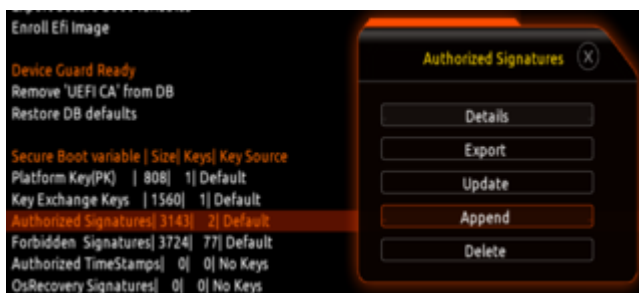 Enroll Efi Image
Device Guard Ready
Remove 'UEFI CA' from DB
Restore DB defaults
Secure Boot variable | Size| Keys| Key Source
Platform Key(PK) | 808| 1| Default
Key Exchange Keys | 1560| 1| Default
Authorized Signatures| 3143| 2| Default
Forbidden Signatures| 3724| 77| Default
Authorized TimeStamps| 0| 0| No Keys
OsRecovery Signatures| 0| 0| No Keys
Authorized Signatures X
Details
Export
Update
Append
Delete